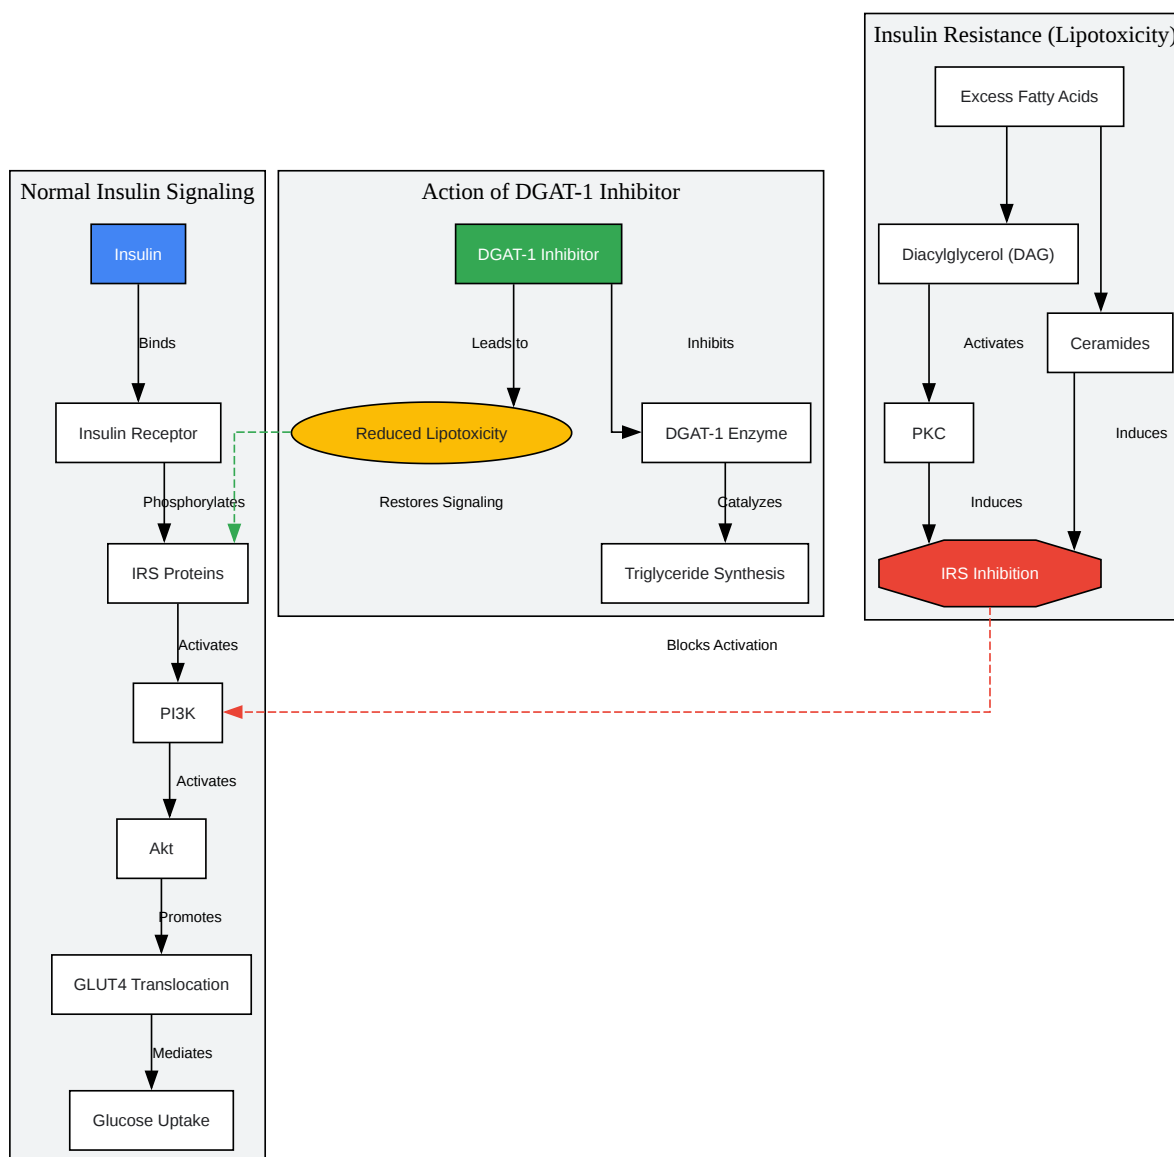 Normal Insulin Signaling
Insulin
Binds
Insulin Receptor
Phosphorylates
IRS Proteins
Activates
PI3K
Activates
Akt
Promotes
GLUT4 Translocation
Mediates
Glucose Uptake
Action of DGAT-1 Inhibitor
DGAT-1 Inhibitor
Leads to
Inhibits
Reduced Lipotoxicity
DGAT-1 Enzyme
Restores Signaling
Catalyzes
Triglyceride Synthesis
Blocks Activation
Insulin Resistance (Lipotoxicity)
Excess Fatty Acids
Diacylglycerol (DAG)
Activates
Ceramides
PKC
Induces
Induces
IRS Inhibition